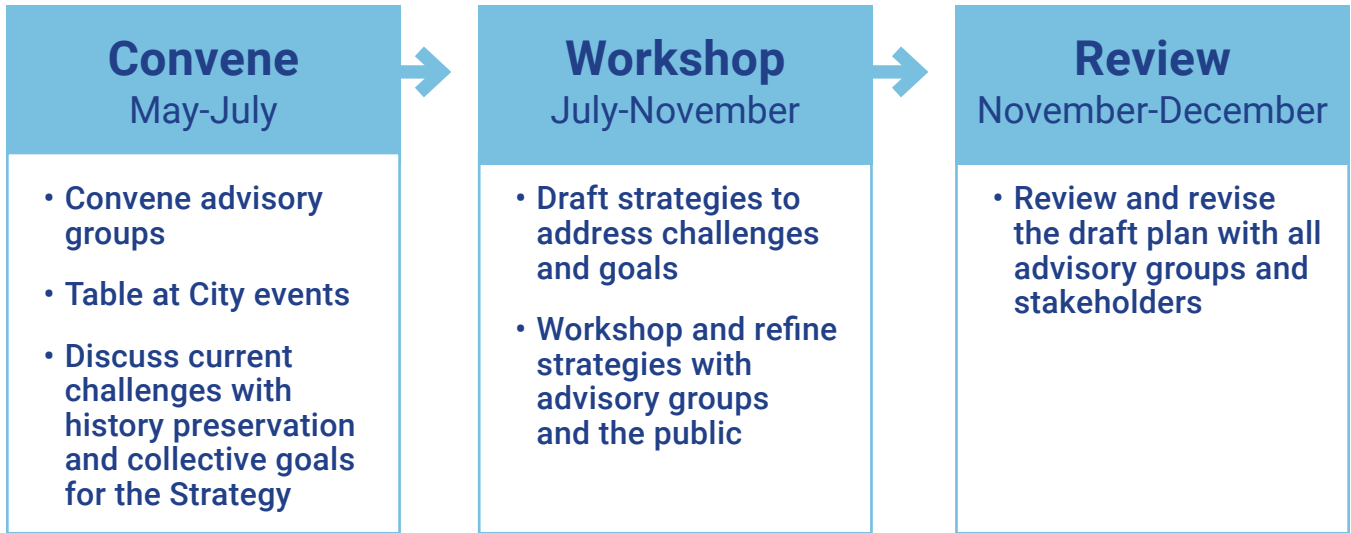 Convene
May-July
• Convene advisory
groups
• Table at City events
• Discuss current
challenges with
history preservation
and collective goals
for the Strategy
Workshop
July-November
• Draft strategies to
address challenges
and goals
• Workshop and refine
strategies with
advisory groups
and the public
Review
November-December
• Review and revise
the draft plan with all
advisory groups and
stakeholders